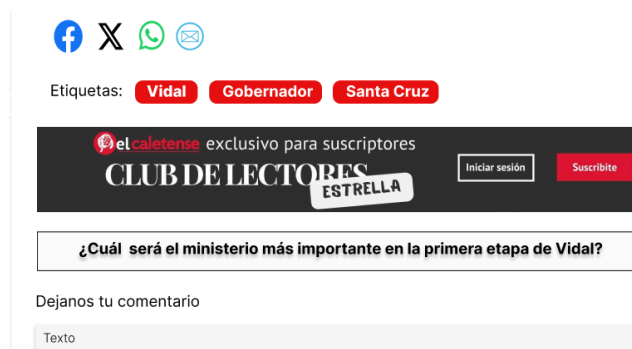 Etiquetas: Vidal Gobernador Santa Cruz
elcaletense exclusivo para suscriptores
CLUB DE LECTORES
ESTRELLA
Iniciar sesión
Suscribite
¿Cuál será el ministerio más importante en la primera etapa de Vidal?
Dejanos tu comentario
Texto